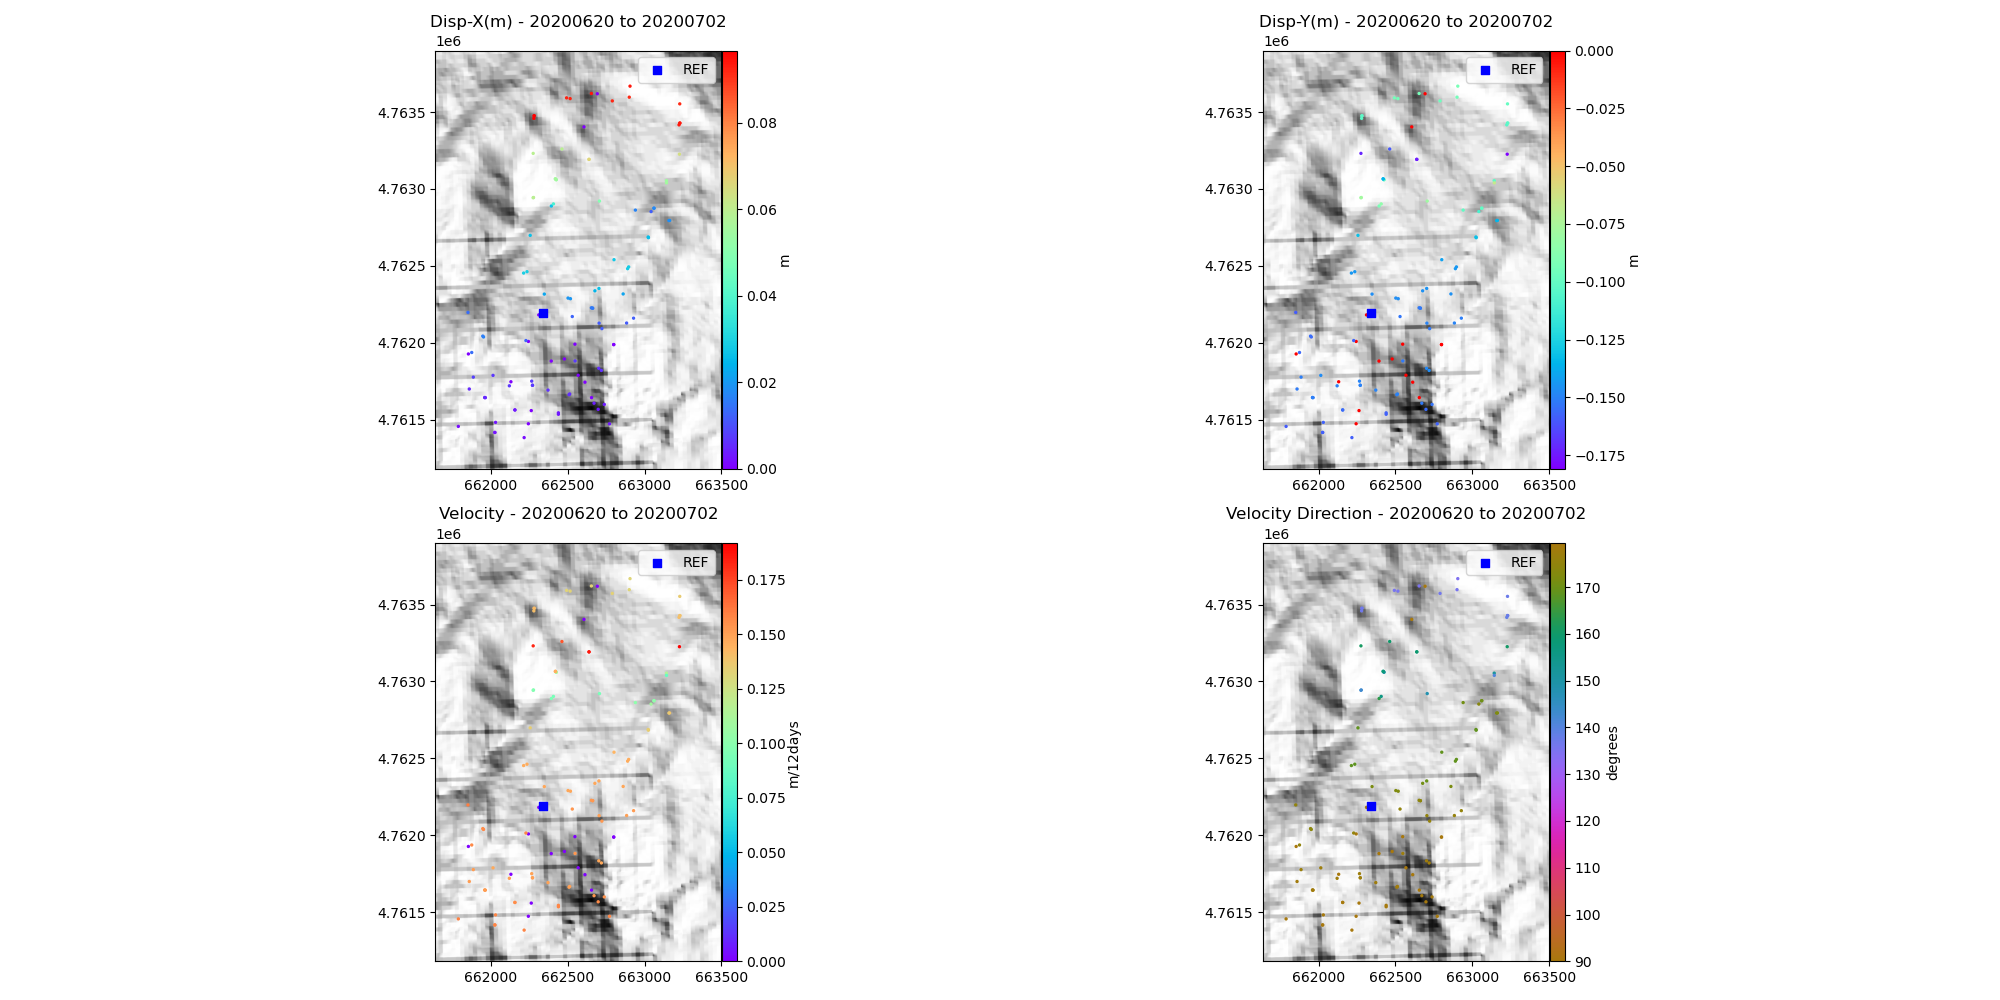 Disp-X(m) - 20200620 to 20200702
1e6
REF
4.7635
4.7630
4.7625
4.7620
4.7615
662000 662500 663000 663500
0.08
0.06
0.04
0.02
0.00
m
Disp-Y(m) - 20200620 to 20200702
1e6
REF
4.7635
4.7630
4.7625
4.7620
4.7615
662000 662500 663000 663500
0.000
−0.025
−0.050
−0.075
−0.100
−0.125
−0.150
−0.175
m
Velocity - 20200620 to 20200702
1e6
REF
4.7635
4.7630
4.7625
4.7620
4.7615
662000 662500 663000 663500
0.175
0.150
0.125
0.100
0.075
0.050
0.025
0.000
m/12days
Velocity Direction - 20200620 to 20200702
1e6
REF
4.7635
4.7630
4.7625
4.7620
4.7615
662000 662500 663000 663500
170
160
150
140
130
120
110
100
90
degrees